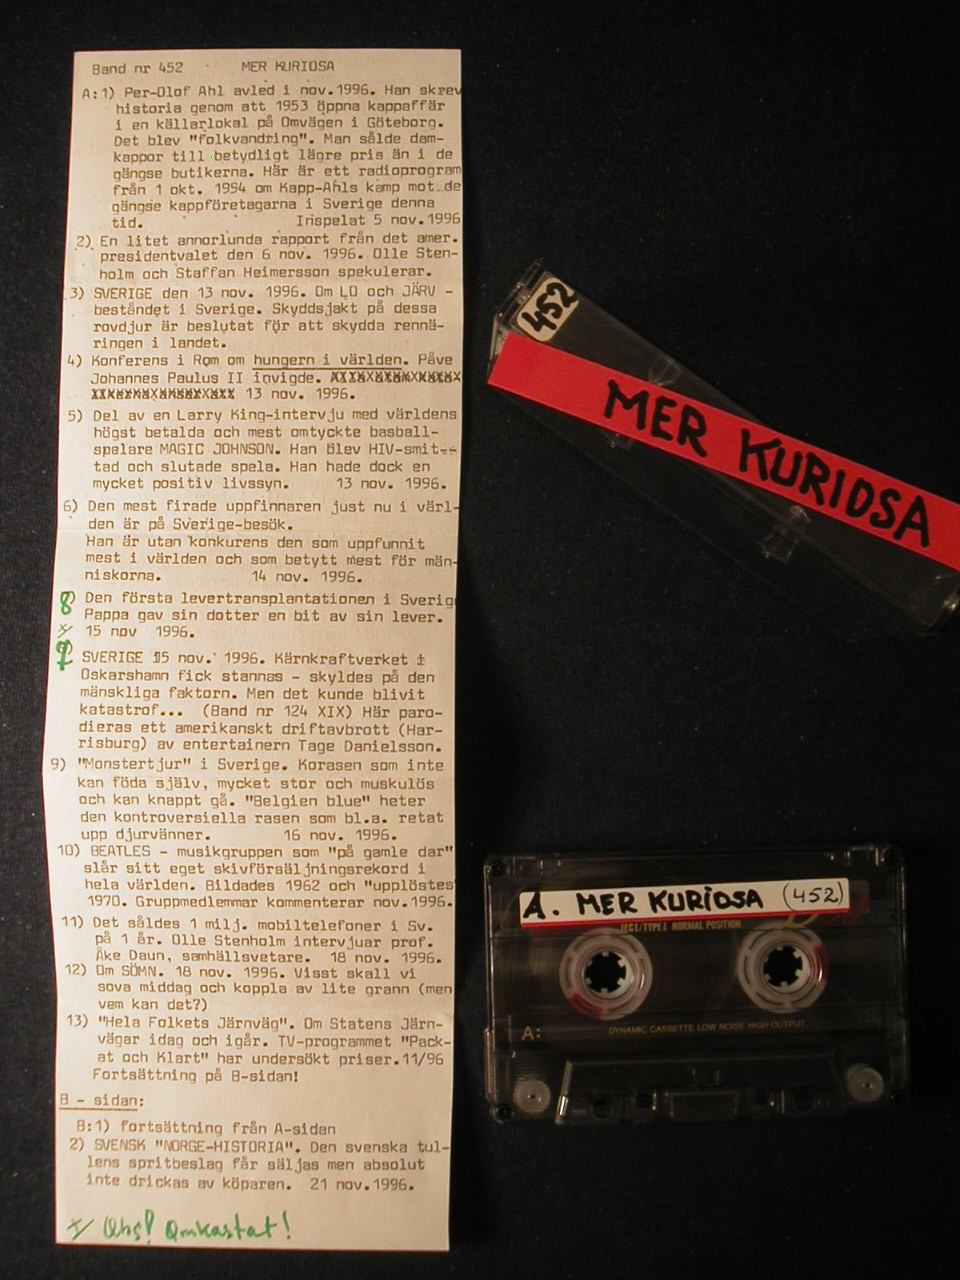 Band nr 452 MER KURIOSA
A:1) Per-Olof Ahl avled i nov.1996. Han skrev
historia genom att 1953 öppna kappaffär
i en källarlokal på Omvägen i Göteborg.
Det blev "folkvandring". Man sålde dam-
kappor till betydligt lägre pris än i de
gängse butikerna. Här är ett radioprogram
från 1 okt. 1994 om Kapp-Ahls kamp mot de
gängse kappföretagarna i Sverige denna
tid. Inspelat 5 nov.1996
2) En litet annorlunda rapport från det amer.
presidentvalet den 6 nov. 1996. Olle Sten-
holm och Staffan Heimersson spekulerar.
3) SVERIGE den 13 nov. 1996. Om LO och JÄRV -
beståndet i Sverige. Skyddsjakt på dessa
rovdjur är beslutat för att skydda rennä-
ringen i landet.
4) Konferens i Rom om hungern i världen. Påve
Johannes Paulus II invigde.
13 nov. 1996.
5) Del av en Larry King-intervju med världens
högst betalda och mest omtyckte basball-
spelare MAGIC JOHNSON. Han blev HIV-smit-
tad och slutade spela. Han hade dock en
mycket positiv livssyn. 13 nov. 1996.
6) Den mest firade uppfinnaren just nu i värl-
den är på Sverige-besök.
Han är utan konkurens den som uppfunnit
mest i världen och som betytt mest för män-
niskorna. 14 nov. 1996.
8) Den första levertransplantationen i Sverig
Pappa gav sin dotter en bit av sin lever.
x/ 15 nov 1996.
7) SVERIGE 15 nov. 1996. Kärnkraftverket i
Oskarshamn fick stannas - skyldes på den
mänskliga faktorn. Men det kunde blivit
katastrof... (Band nr 124 XIX) Här paro-
dieras ett amerikanskt driftavbrott (Har-
risburg) av entertainern Tage Danielsson.
9) "Monstertjur" i Sverige. Korasen som inte
kan föda själv, mycket stor och muskulös
och kan knappt gå. "Belgien blue" heter
den kontroversiella rasen som bl.a. retat
upp djurvänner. 16 nov. 1996.
10) BEATLES - musikgruppen som "på gamle dar"
slår sitt eget skivförsäljningsrekord i
hela världen. Bildades 1962 och "upplöstes"
1970. Gruppmedlemmar kommenterar nov.1996.
11) Det såldes 1 milj. mobiltelefoner i Sv.
på 1 år. Olle Stenholm intervjuar prof.
Åke Daun, samhällsvetare. 18 nov. 1996.
12) Om SÖMN. 18 nov. 1996. Visst skall vi
sova middag och koppla av lite grann (men
vem kan det?)
13) "Hela Folkets Järnväg". Om Statens Järn-
vägar idag och igår. TV-programmet "Pack-
at och Klart" har undersökt priser.11/96
Fortsättning på B-sidan!
B - sidan:
B:1) fortsättning från A-sidan
2) SVENSK "NORGE-HISTORIA". Den svenska tul-
lens spritbeslag får säljas men absolut
inte drickas av köparen. 21 nov.1996.
x/ Obs! Omkastat!
452
MER KURIOSA
A. MER KURIOSA (452)
IECI/TYPE I NORMAL POSITION
A:
DYNAMIC CASSETTE LOW NOISE HIGH OUTPUT